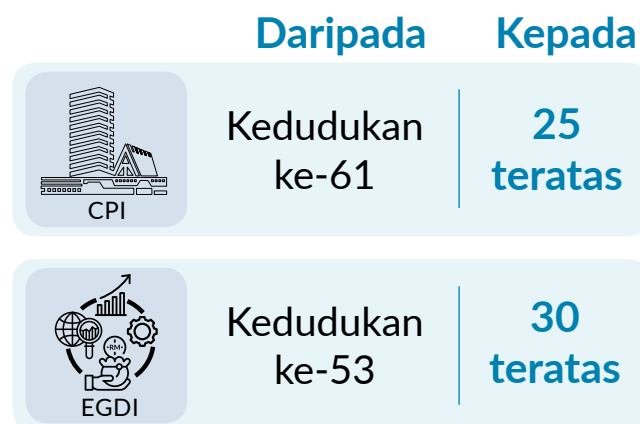 Daripada Kepada
CPI
Kedudukan
ke-61
25
teratas
RM
EGDI
Kedudukan
ke-53
30
teratas